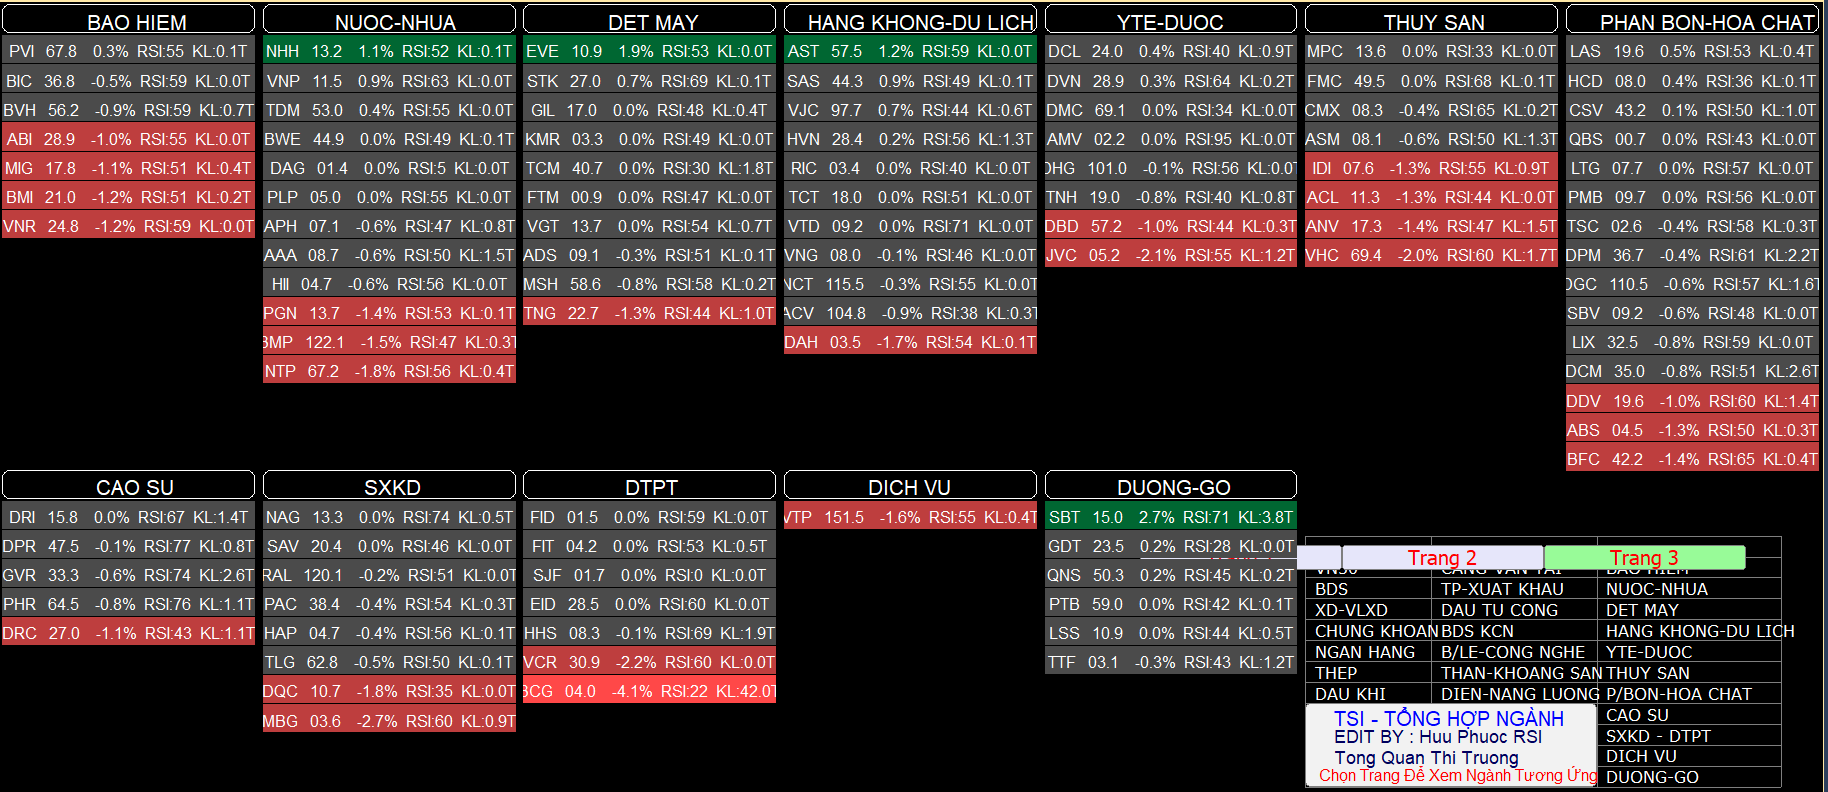 BAO HIEM
PVI 67.8 0.3% RSI:55 KL:0.1T
BIC 36.8 -0.5% RSI:59 KL:0.0T
BVH 56.2 -0.9% RSI:59 KL:0.7T
ABI 28.9 -1.0% RSI:55 KL:0.0T
MIG 17.8 -1.1% RSI:51 KL:0.4T
BMI 21.0 -1.2% RSI:51 KL:0.2T
VNR 24.8 -1.2% RSI:59 KL:0.0T
NUOC-NHUA
NHH 13.2 1.1% RSI:52 KL:0.1T
VNP 11.5 0.9% RSI:63 KL:0.0T
TDM 53.0 0.4% RSI:55 KL:0.0T
BWE 44.9 0.0% RSI:49 KL:0.1T
DAG 01.4 0.0% RSI:5 KL:0.0T
PLP 05.0 0.0% RSI:55 KL:0.0T
APH 07.1 -0.6% RSI:47 KL:0.8T
AAA 08.7 -0.6% RSI:50 KL:1.5T
HII 04.7 -0.6% RSI:56 KL:0.0T
PGN 13.7 -1.4% RSI:53 KL:0.1T
BMP 122.1 -1.5% RSI:47 KL:0.3T
NTP 67.2 -1.8% RSI:56 KL:0.4T
DET MAY
EVE 10.9 1.9% RSI:53 KL:0.0T
STK 27.0 0.7% RSI:69 KL:0.1T
GIL 17.0 0.0% RSI:48 KL:0.4T
KMR 03.3 0.0% RSI:49 KL:0.0T
TCM 40.7 0.0% RSI:30 KL:1.8T
FTM 00.9 0.0% RSI:47 KL:0.0T
VGT 13.7 0.0% RSI:54 KL:0.7T
ADS 09.1 -0.3% RSI:51 KL:0.1T
MSH 58.6 -0.8% RSI:58 KL:0.2T
TNG 22.7 -1.3% RSI:44 KL:1.0T
HANG KHONG-DU LICH
AST 57.5 1.2% RSI:59 KL:0.0T
SAS 44.3 0.9% RSI:49 KL:0.1T
VJC 97.7 0.7% RSI:44 KL:0.6T
HVN 28.4 0.2% RSI:56 KL:1.3T
RIC 03.4 0.0% RSI:40 KL:0.0T
TCT 18.0 0.0% RSI:51 KL:0.0T
VTD 09.2 0.0% RSI:71 KL:0.0T
VNG 08.0 -0.1% RSI:46 KL:0.0T
NCT 115.5 -0.3% RSI:55 KL:0.0T
ACV 104.8 -0.9% RSI:38 KL:0.3T
DAH 03.5 -1.7% RSI:54 KL:0.1T
YTE-DUOC
DCL 24.0 0.4% RSI:40 KL:0.9T
DVN 28.9 0.3% RSI:64 KL:0.2T
DMC 69.1 0.0% RSI:34 KL:0.0T
AMV 02.2 0.0% RSI:95 KL:0.0T
DHG 101.0 -0.1% RSI:56 KL:0.0T
TNH 19.0 -0.8% RSI:40 KL:0.8T
DBD 57.2 -1.0% RSI:44 KL:0.3T
JVC 05.2 -2.1% RSI:55 KL:1.2T
THUY SAN
MPC 13.6 0.0% RSI:33 KL:0.0T
FMC 49.5 0.0% RSI:68 KL:0.1T
CMX 08.3 -0.4% RSI:65 KL:0.2T
ASM 08.1 -0.6% RSI:50 KL:1.3T
IDI 07.6 -1.3% RSI:55 KL:0.9T
ACL 11.3 -1.3% RSI:44 KL:0.0T
ANV 17.3 -1.4% RSI:47 KL:1.5T
VHC 69.4 -2.0% RSI:60 KL:1.7T
PHAN BON-HOA CHAT
LAS 19.6 0.5% RSI:53 KL:0.4T
HCD 08.0 0.4% RSI:36 KL:0.1T
CSV 43.2 0.1% RSI:50 KL:1.0T
QBS 00.7 0.0% RSI:43 KL:0.0T
LTG 07.7 0.0% RSI:57 KL:0.0T
PMB 09.7 0.0% RSI:56 KL:0.0T
TSC 02.6 -0.4% RSI:58 KL:0.3T
DPM 36.7 -0.4% RSI:61 KL:2.2T
DGC 110.5 -0.6% RSI:57 KL:1.6T
SBV 09.2 -0.6% RSI:48 KL:0.0T
LIX 32.5 -0.8% RSI:59 KL:0.0T
DCM 35.0 -0.8% RSI:51 KL:2.6T
DDV 19.6 -1.0% RSI:60 KL:1.4T
ABS 04.5 -1.3% RSI:50 KL:0.3T
BFC 42.2 -1.4% RSI:65 KL:0.4T
CAO SU
DRI 15.8 0.0% RSI:67 KL:1.4T
DPR 47.5 -0.1% RSI:77 KL:0.8T
GVR 33.3 -0.6% RSI:74 KL:2.6T
PHR 64.5 -0.8% RSI:76 KL:1.1T
DRC 27.0 -1.1% RSI:43 KL:1.1T
SXKD
NAG 13.3 0.0% RSI:74 KL:0.5T
SAV 20.4 0.0% RSI:46 KL:0.0T
RAL 120.1 -0.2% RSI:51 KL:0.0T
PAC 38.4 -0.4% RSI:54 KL:0.3T
HAP 04.7 -0.4% RSI:56 KL:0.1T
TLG 62.8 -0.5% RSI:50 KL:0.1T
DQC 10.7 -1.8% RSI:35 KL:0.0T
MBG 03.6 -2.7% RSI:60 KL:0.9T
DTPT
FID 01.5 0.0% RSI:59 KL:0.0T
FIT 04.2 0.0% RSI:53 KL:0.5T
SJF 01.7 0.0% RSI:0 KL:0.0T
EID 28.5 0.0% RSI:60 KL:0.0T
HHS 08.3 -0.1% RSI:69 KL:1.9T
VCR 30.9 -2.2% RSI:60 KL:0.0T
BCG 04.0 -4.1% RSI:22 KL:42.0T
DICH VU
VTP 151.5 -1.6% RSI:55 KL:0.4T
DUONG-GO
SBT 15.0 2.7% RSI:71 KL:3.8T
GDT 23.5 0.2% RSI:28 KL:0.0T
QNS 50.3 0.2% RSI:45 KL:0.2T
PTB 59.0 0.0% RSI:42 KL:0.1T
LSS 10.9 0.0% RSI:44 KL:0.5T
TTF 03.1 -0.3% RSI:43 KL:1.2T
Trang 2 Trang 3
VN30 CANG VAN TAI BAO HIEM
BDS TP-XUAT KHAU NUOC-NHUA
XD-VLXD DAU TU CONG DET MAY
CHUNG KHOAN BDS KCN HANG KHONG-DU LICH
NGAN HANG B/LE-CONG NGHE YTE-DUOC
THEP THAN-KHOANG SAN THUY SAN
DAU KHI DIEN-NANG LUONG P/BON-HOA CHAT
CAO SU
SXKD - DTPT
DICH VU
DUONG-GO
TSI - TỔNG HỢP NGÀNH
EDIT BY : Huu Phuoc RSI
Tong Quan Thi Truong
Chọn Trang Để Xem Ngành Tương Ứng